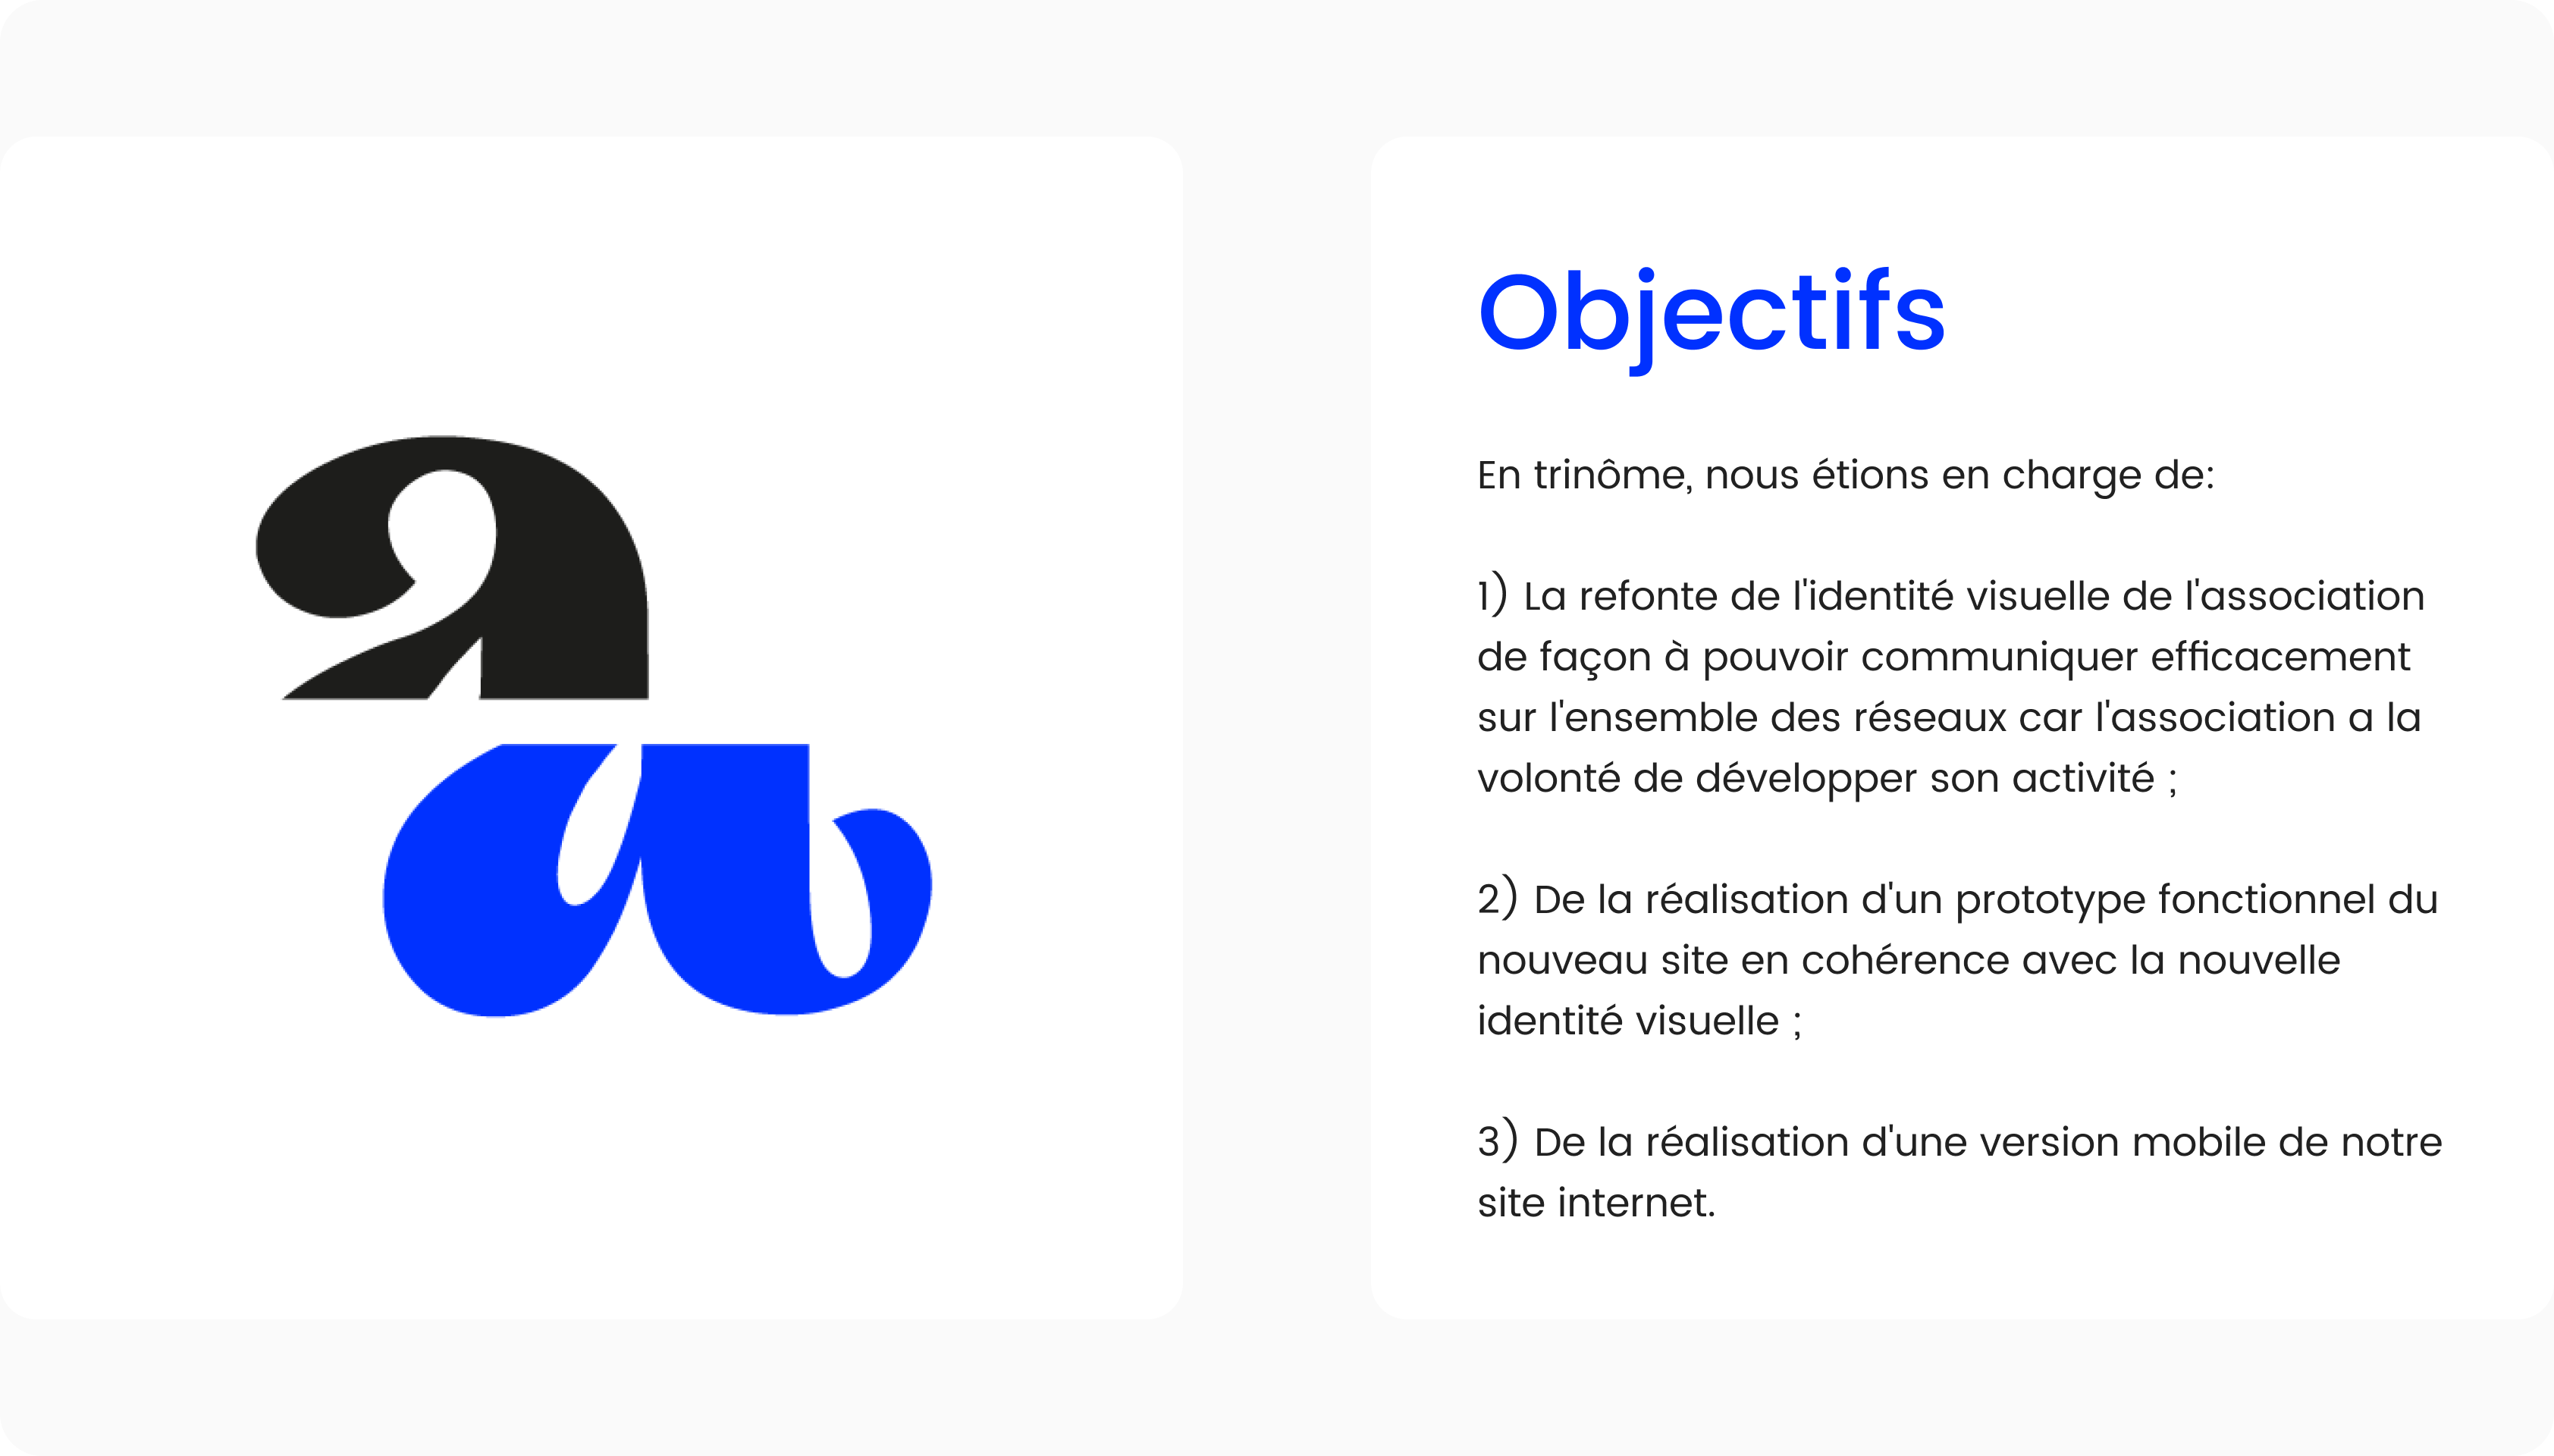 a
Objectifs
En trinôme, nous étions en charge de:
1) La refonte de l'identité visuelle de l'association
de façon à pouvoir communiquer efficacement
sur l'ensemble des réseaux car l'association a la
volonté de développer son activité ;
2) De la réalisation d'un prototype fonctionnel du
nouveau site en cohérence avec la nouvelle
identité visuelle ;
3) De la réalisation d'une version mobile de notre
site internet.